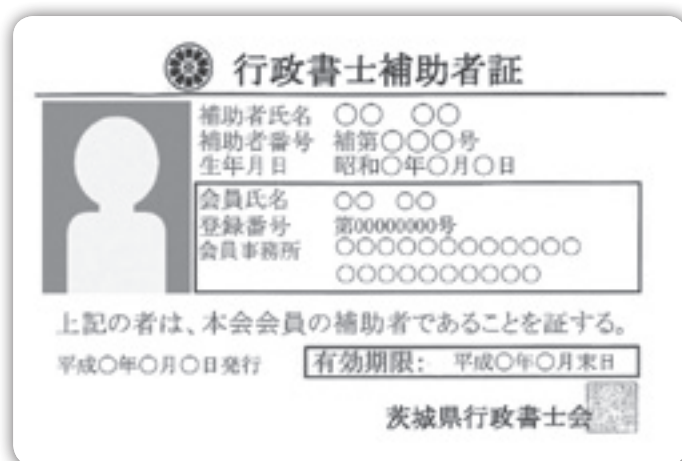 行政書士補助者証
補助者氏名 ○○ ○○
補助者番号 補第○○○号
生年月日 昭和○年○月○日
会員氏名 ○○ ○○
登録番号 第00000000号
会員事務所 ○○○○○○○○○○○○
○○○○○○○○○○
上記の者は、本会会員の補助者であることを証する。
平成○年○月○日発行 有効期限: 平成○年○月末日
茨城県行政書士会